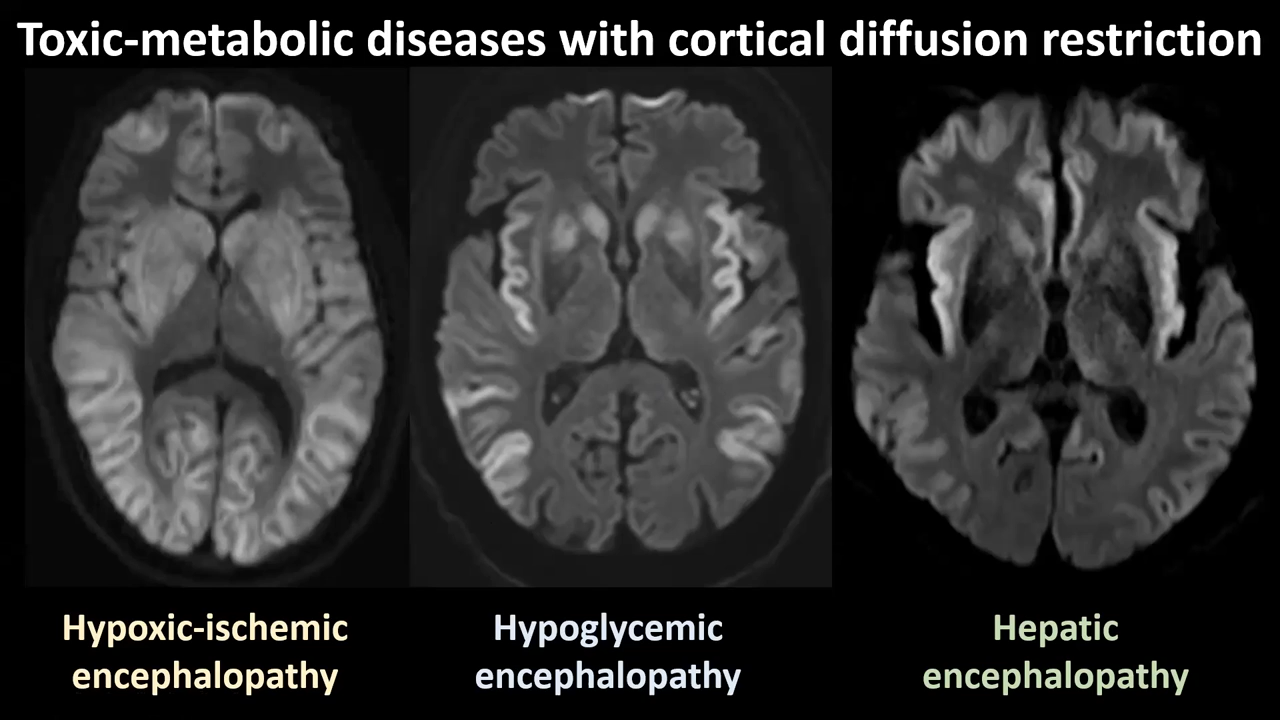 Toxic-metabolic diseases with cortical diffusion restriction
Hypoxic-ischemic
encephalopathy
Hypoglycemic
encephalopathy
Hepatic
encephalopathy